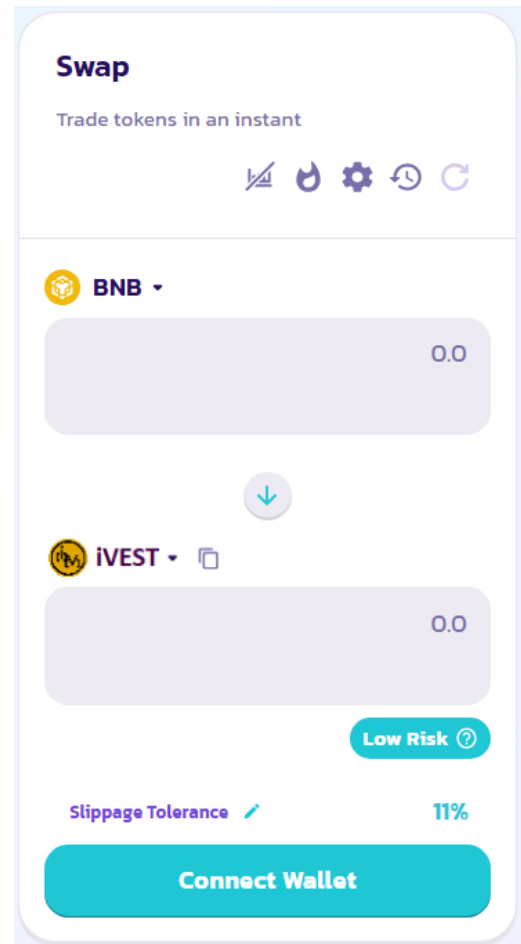 Swap
Trade tokens in an instant
BNB
0.0
iVEST
0.0
Low Risk
Slippage Tolerance 11%
Connect Wallet